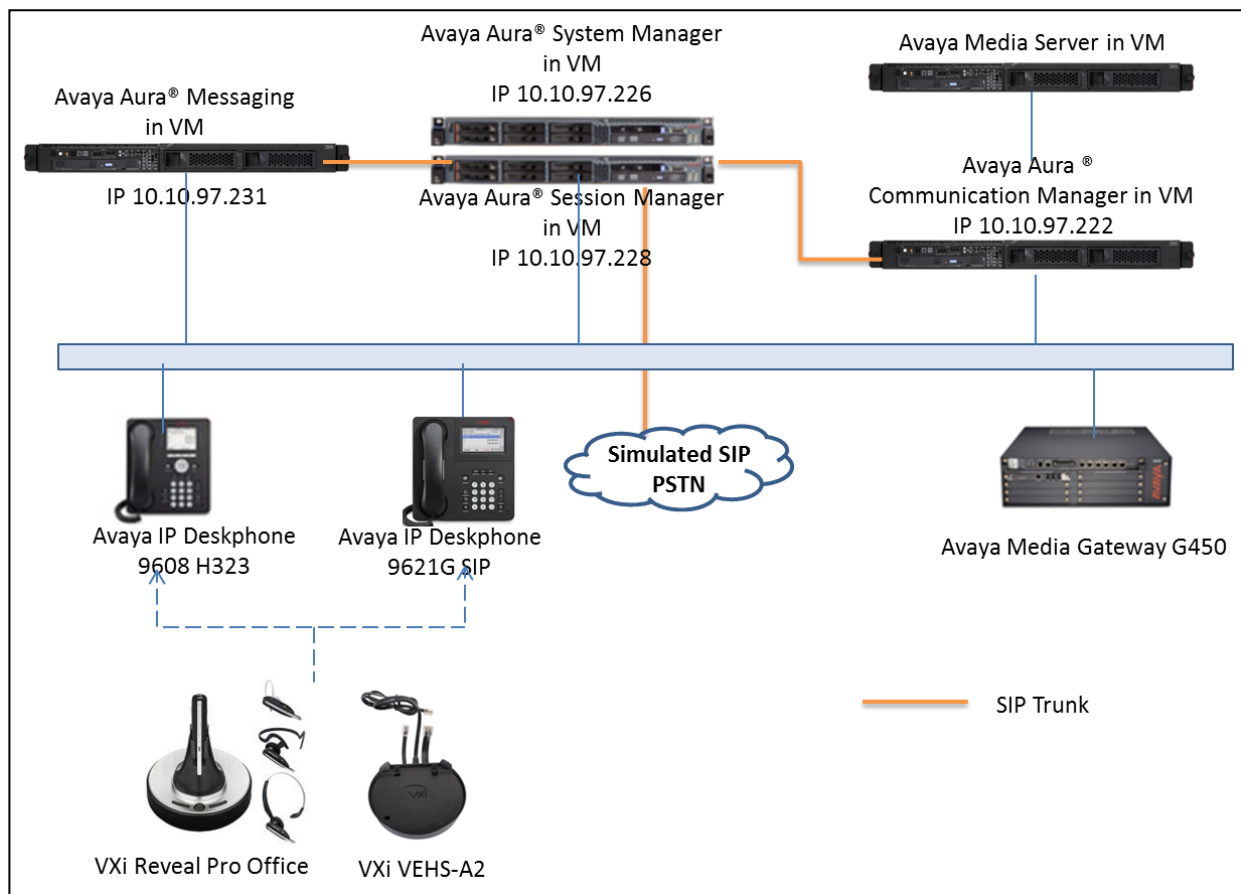 Avaya Aura® System Manager
in VM
IP 10.10.97.226
Avaya Media Server in VM
Avaya Aura® Messaging
in VM
IP 10.10.97.231
Avaya Aura® Session Manager
in VM
IP 10.10.97.228
Avaya Aura ®
Communication Manager in VM
IP 10.10.97.222
Simulated SIP
PSTN
Avaya IP Deskphone
9608 H323
Avaya IP Deskphone
9621G SIP
AVAYA
Avaya Media Gateway G450
SIP Trunk
VXi
VXi Reveal Pro Office
VXi VEHS-A2